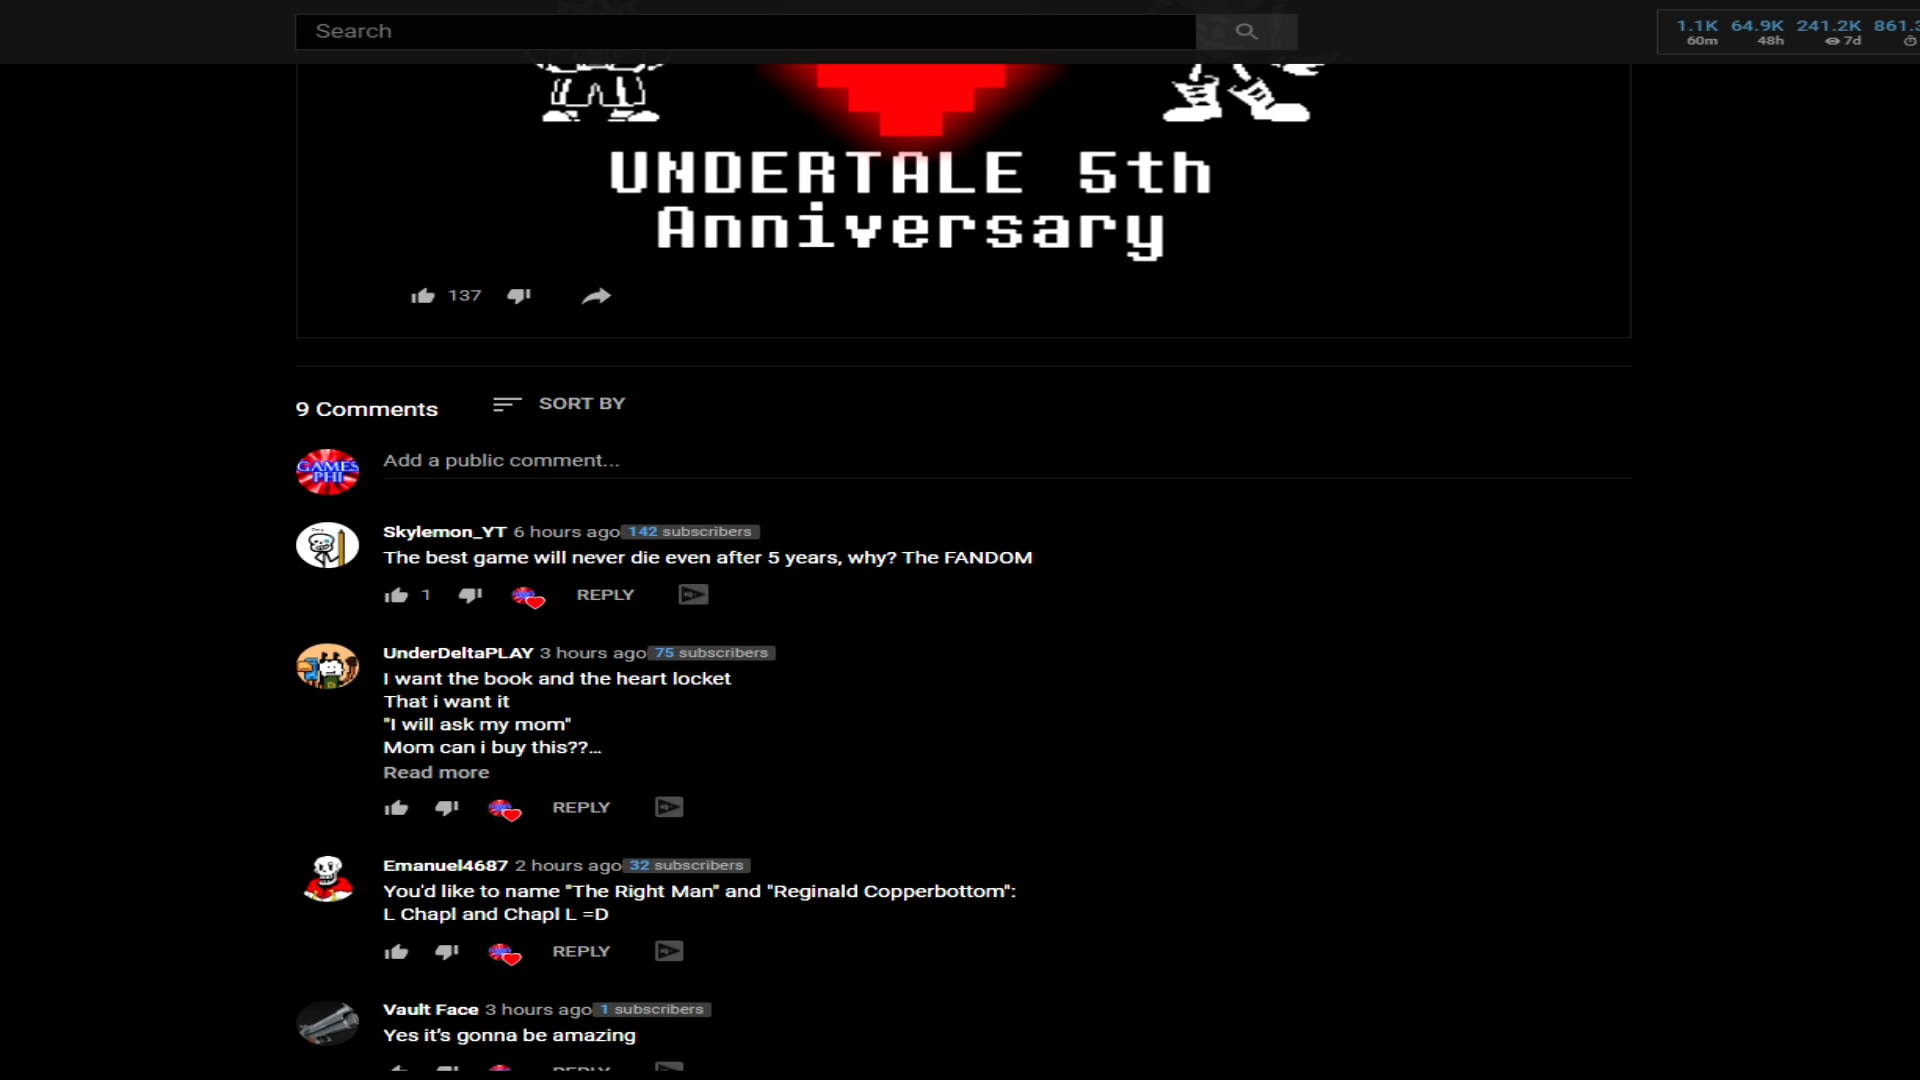 Search
1.1K 64.9K 241.2K 861.3
60m 48h 7d
UNDERTALE 5th
Anniversary
137
9 Comments SORT BY
GAMES
PHI
Add a public comment...
Skylemon_YT 6 hours ago 142 subscribers
The best game will never die even after 5 years, why? The FANDOM
1 REPLY
UnderDeltaPLAY 3 hours ago 75 subscribers
I want the book and the heart locket
That i want it
"I will ask my mom"
Mom can i buy this??...
Read more
REPLY
Emanuel4687 2 hours ago 32 subscribers
You'd like to name "The Right Man" and "Reginald Copperbottom":
L Chapl and Chapl L =D
REPLY
Vault Face 3 hours ago 1 subscribers
Yes it's gonna be amazing
REPLY